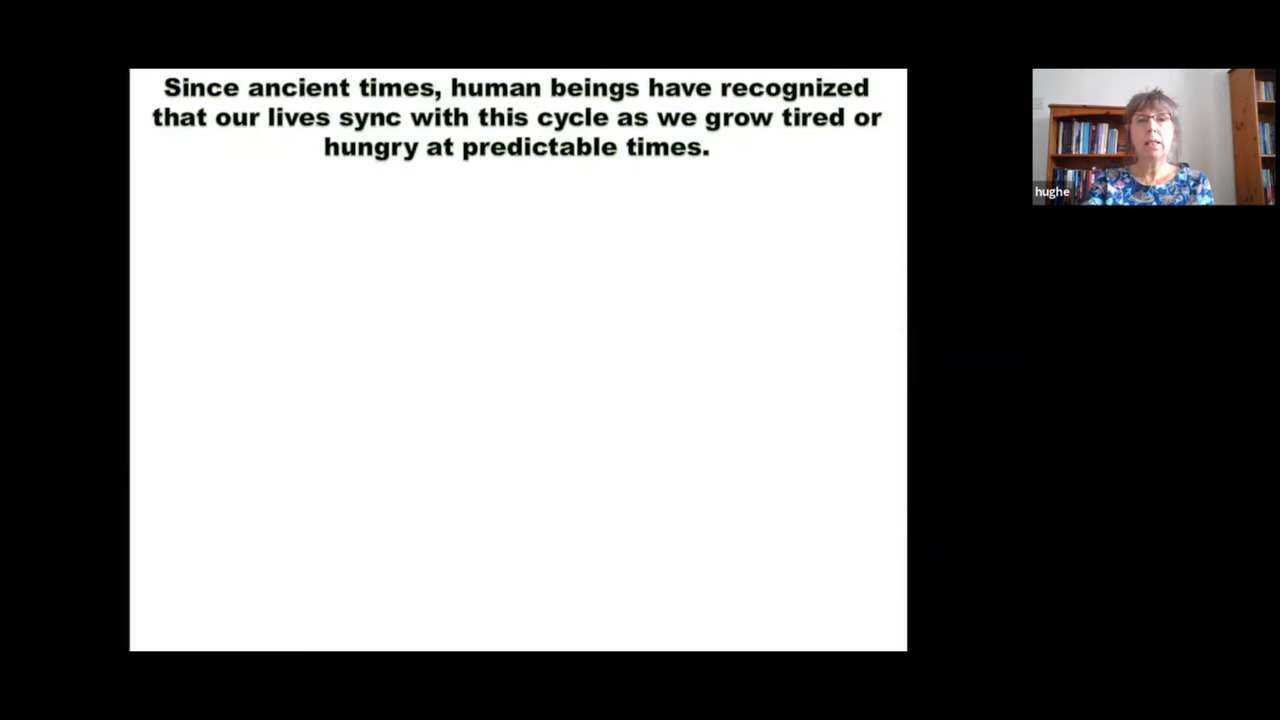 Since ancient times, human beings have recognized
that our lives sync with this cycle as we grow tired or
hungry at predictable times.
hughe